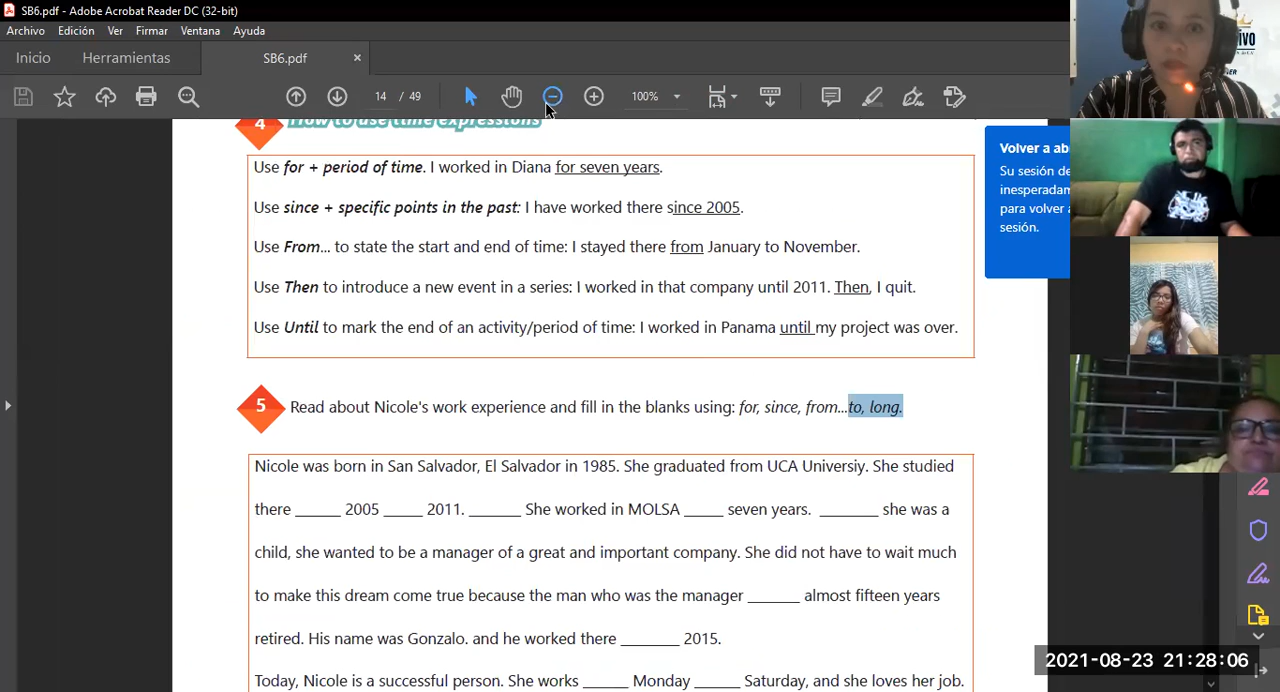 SB6.pdf - Adobe Acrobat Reader DC (32-bit)
Archivo Edición Ver Firmar Ventana Ayuda
Inicio Herramientas SB6.pdf ×
14 / 49 100%
4 How to use time expressions
Use for + period of time. I worked in Diana for seven years.
Use since + specific points in the past: I have worked there since 2005.
Use From... to state the start and end of time: I stayed there from January to November.
Use Then to introduce a new event in a series: I worked in that company until 2011. Then, I quit.
Use Until to mark the end of an activity/period of time: I worked in Panama until my project was over.
Volver a
Su sesión
para volver
sesión.
5 Read about Nicole's work experience and fill in the blanks using: for, since, from...to, long.
Nicole was born in San Salvador, El Salvador in 1985. She graduated from UCA Universiy. She studied
there ______ 2005 _____ 2011. _______ She worked in MOLSA _____ seven years. ________ she was a
child, she wanted to be a manager of a great and important company. She did not have to wait much
to make this dream come true because the man who was the manager _______ almost fifteen years
retired. His name was Gonzalo. and he worked there ________ 2015.
Today, Nicole is a successful person. She works ______ Monday ______ Saturday, and she loves her job.
2021-08-23 21:28:06